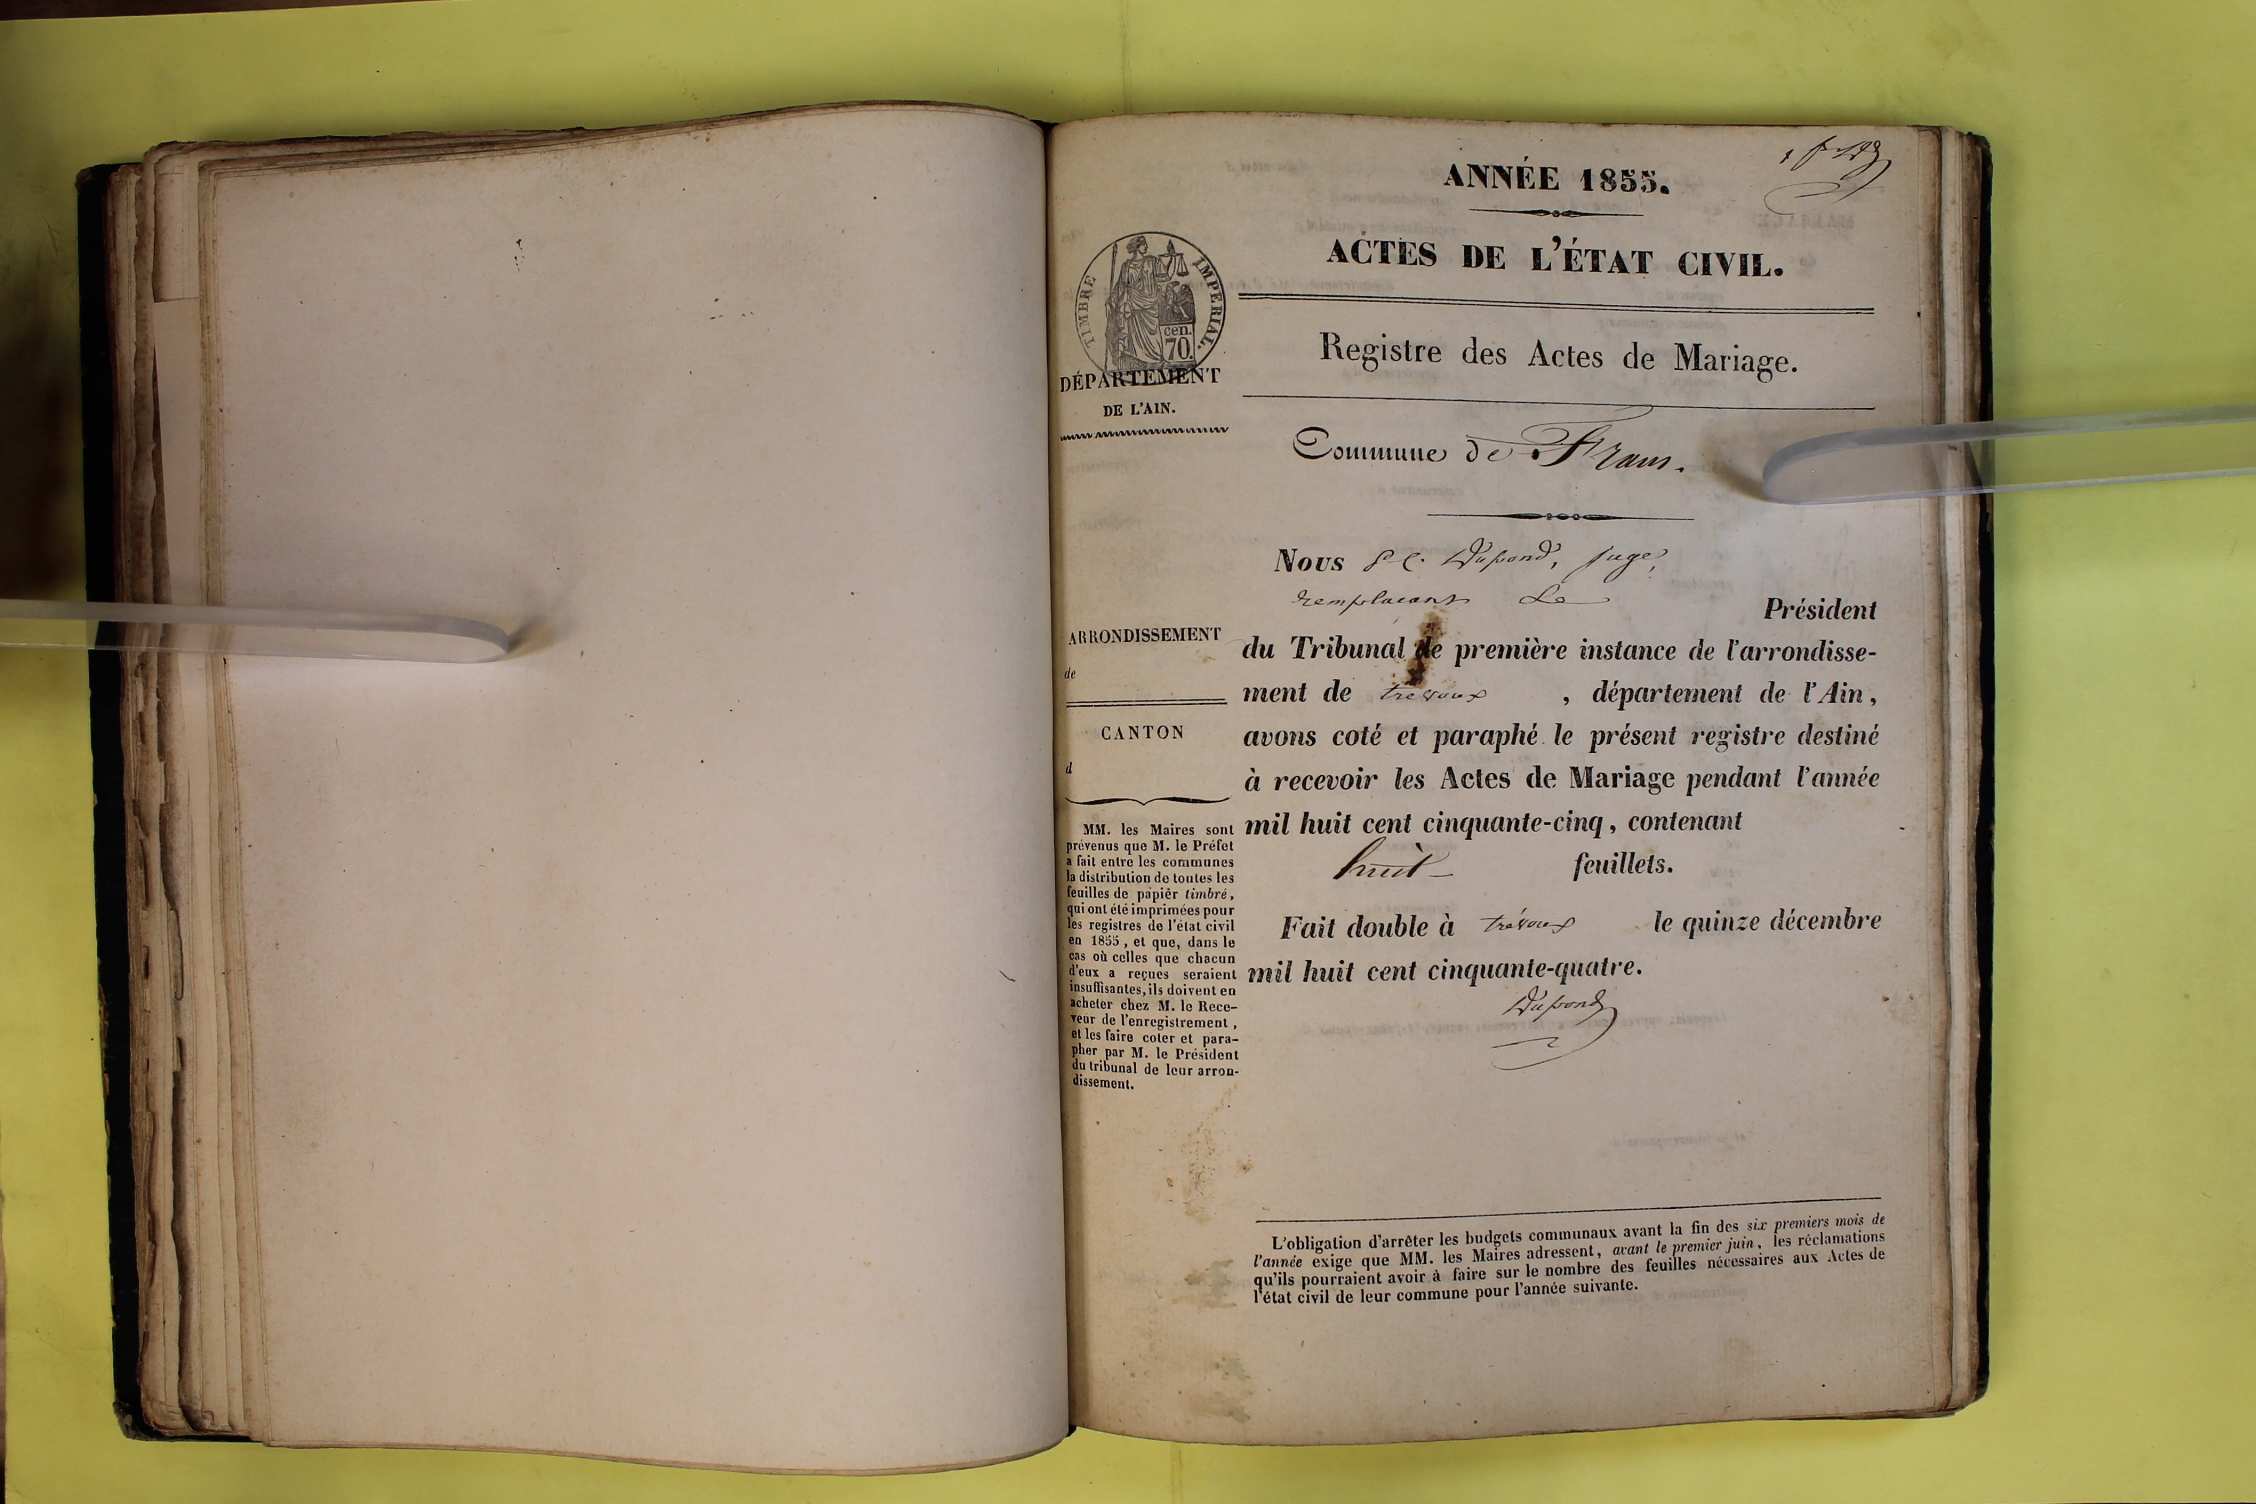 ANNÉE 1855.
ACTES DE L'ÉTAT CIVIL.
Registre des Actes de Mariage.
Commune de Frans.
TIMBRE IMPERIAL.
cen.
70.
DÉPARTEMENT
DE L'AIN.
ARRONDISSEMENT
de
CANTON
d
MM. les Maires sont
prévenus que M. le Préfet
a fait entre les communes
la distribution de toutes les
feuilles de papier timbré,
qui ont été imprimées pour
les registres de l'état civil
en 1855, et que, dans le
cas où celles que chacun
d'eux a reçues seraient
insuffisantes, ils doivent en
acheter chez M. le Rece-
veur de l'enregistrement,
et les faire coter et para-
pher par M. le Président
du tribunal de leur arron-
dissement.
Nous Dupond, juge,
remplacant Le Président
du Tribunal de première instance de l'arrondisse-
ment de trévoux, département de l'Ain,
avons coté et paraphé le présent registre destiné
à recevoir les Actes de Mariage pendant l'année
mil huit cent cinquante-cinq, contenant
huit feuillets.
Fait double à trévoux le quinze décembre
mil huit cent cinquante-quatre.
Dupond
L'obligation d'arrêter les budgets communaux avant la fin des six premiers mois de
l'année exige que MM. les Maires adressent, avant le premier juin, les réclamations
qu'ils pourraient avoir à faire sur le nombre des feuilles nécessaires aux Actes de
l'état civil de leur commune pour l'année suivante.